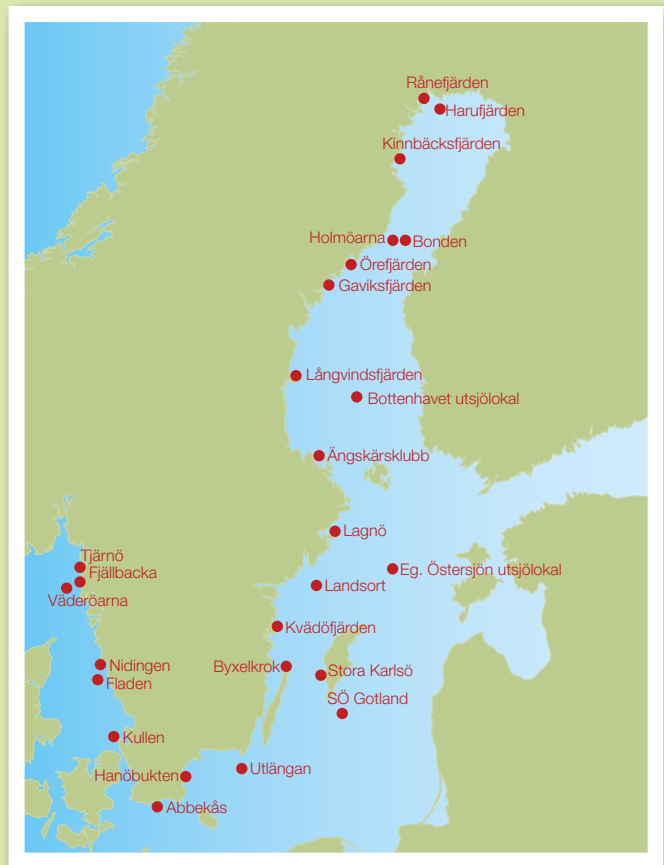 Rånefjärden
Harufjärden
Kinnbäcksfjärden
Holmöarna
Bonden
Örefjärden
Gaviksfjärden
Långvindsfjärden
Bottenhavet utsjölokal
Ängskärsklubb
Lagnö
Tjärnö
Eg. Östersjön utsjölokal
Fjällbacka
Landsort
Väderöarna
Kvädöfjärden
Nidingen
Byxelkrok
Stora Karlsö
Fladen
SÖ Gotland
Kullen
Utlängan
Hanöbukten
Abbekås